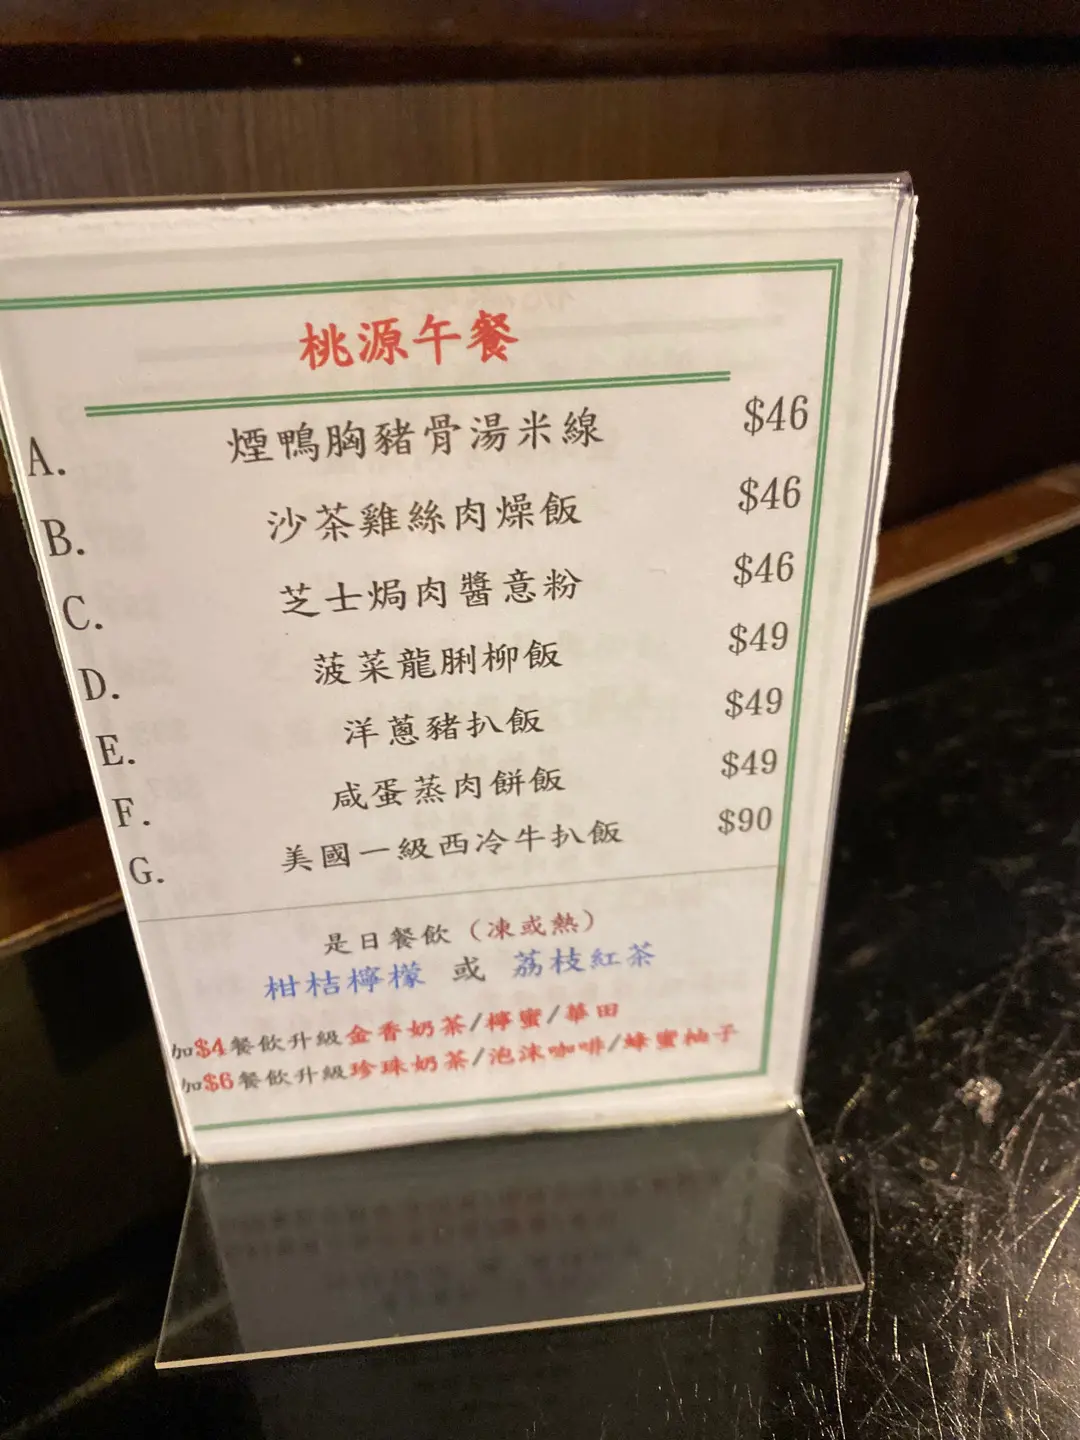 桃源午餐
A. 煙鴨胸豬骨湯米線 $46
B. 沙茶雞絲肉燥飯 $46
C. 芝士焗肉醬意粉 $46
D. 菠菜龍脷柳飯 $49
E. 洋蔥豬扒飯 $49
F. 咸蛋蒸肉餅飯 $49
G. 美國一級西冷牛扒飯 $90
是日餐飲（凍或熱）
柑桔檸檬 或 荔枝紅茶
加$4餐飲升級金香奶茶/檸蜜/華田
加$6餐飲升級珍珠奶茶/泡沫咖啡/蜂蜜柚子